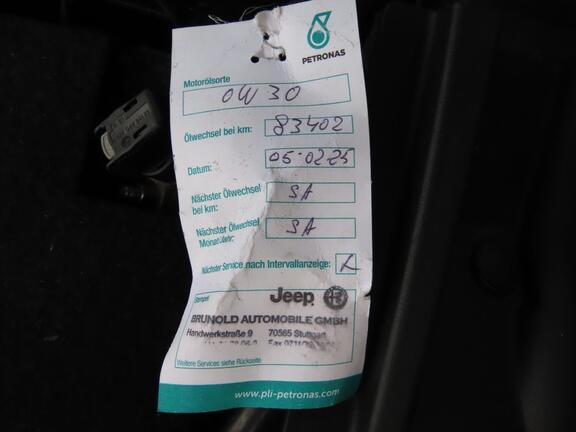 PETRONAS
Motorölsorte
0W30
Ölwechsel bei km: 83402
Datum: 05.02.25
Nächster Ölwechsel bei km: SA
Nächster Ölwechsel Monat/Jahr: SA
Nächster Service nach Intervallanzeige:
Stempel
Jeep
BRUNOLD AUTOMOBILE GMBH
Handwerkstraße 9 70565 Stuttgart
Weitere Services siehe Rückseite
www.pli-petronas.com